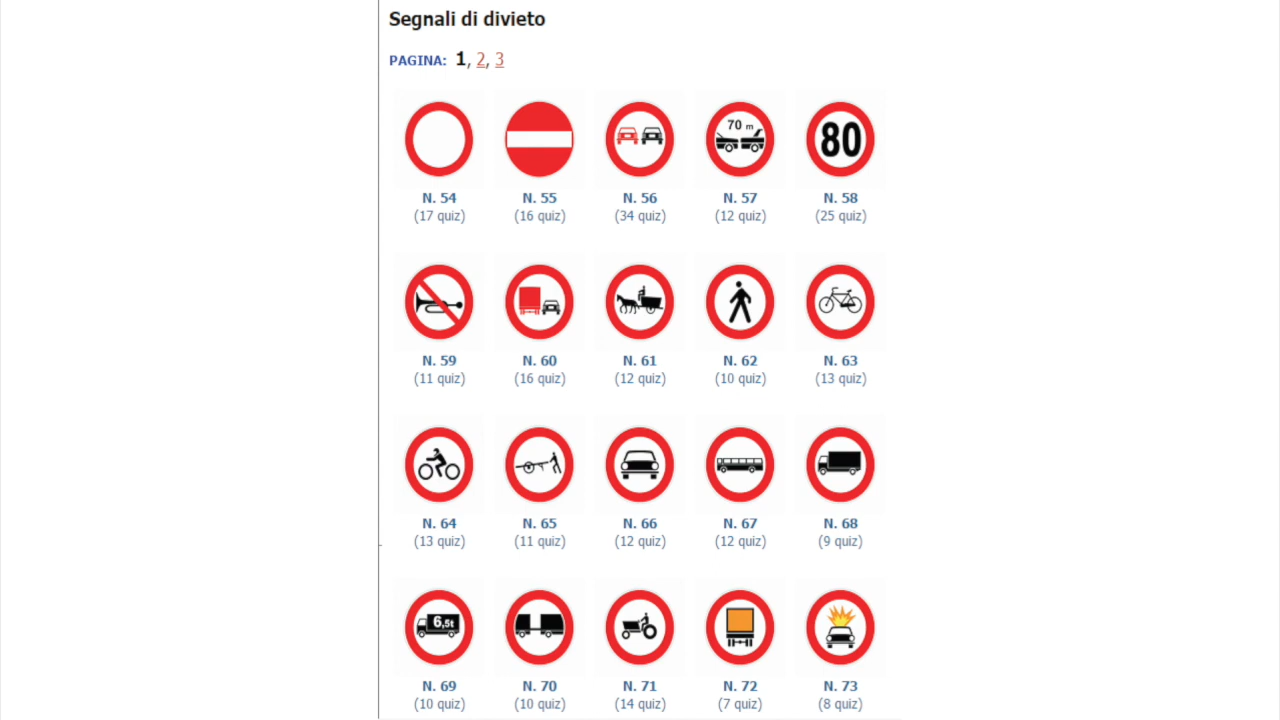 Segnali di divieto
PAGINA: 1, 2, 3
70 m
80
N. 54 N. 55 N. 56 N. 57 N. 58
(17 quiz) (16 quiz) (34 quiz) (12 quiz) (25 quiz)
N. 59 N. 60 N. 61 N. 62 N. 63
(11 quiz) (16 quiz) (12 quiz) (10 quiz) (13 quiz)
N. 64 N. 65 N. 66 N. 67 N. 68
(13 quiz) (11 quiz) (12 quiz) (12 quiz) (9 quiz)
6,5t
N. 69 N. 70 N. 71 N. 72 N. 73
(10 quiz) (10 quiz) (14 quiz) (7 quiz) (8 quiz)